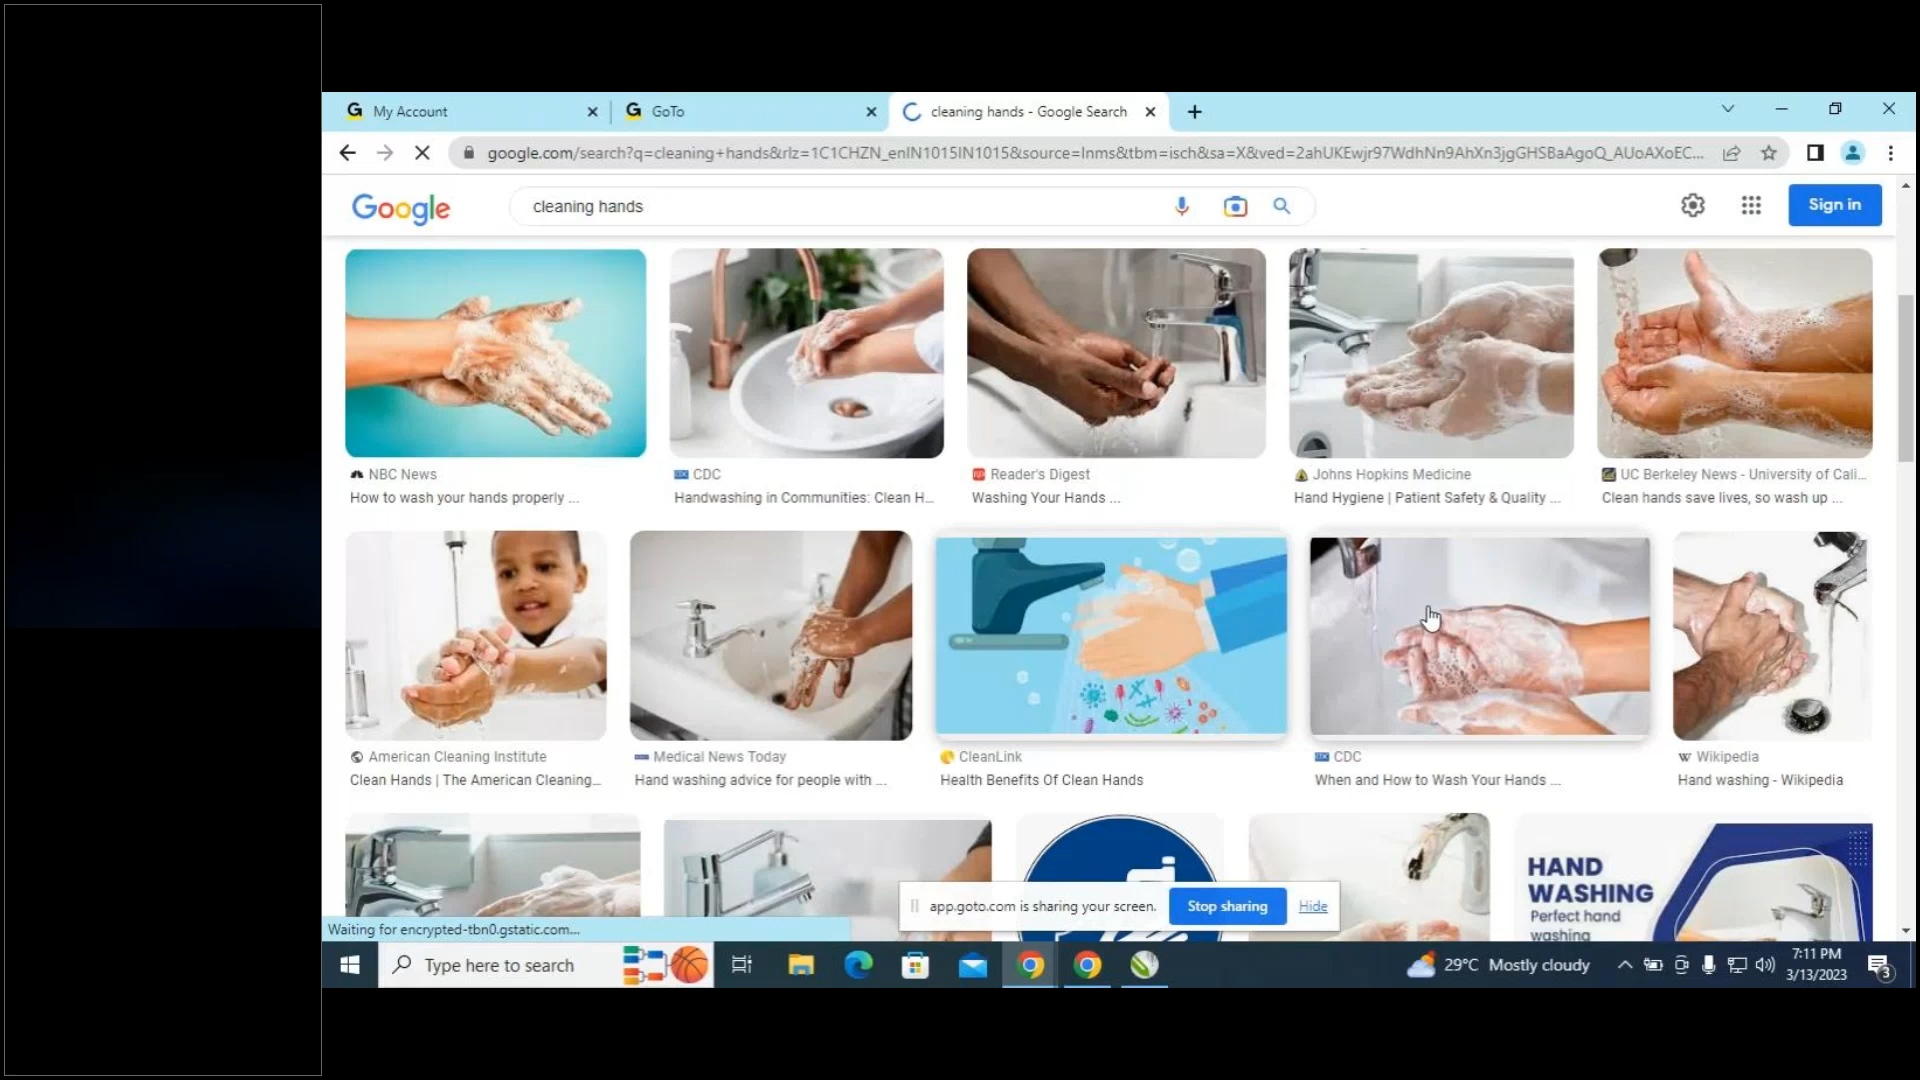 G My Account
G GoTo
cleaning hands - Google Search
google.com/search?q=cleaning+hands&rlz=1C1CHZN_enIN1015IN1015&source=lnms&tbm=isch&sa=X&ved=2ahUKEwjr97WdhNn9AhXn3jgGHSBaAgoQ_AUoAXoEC...
Google
cleaning hands
Sign in
NBC News
How to wash your hands properly ...
CDC
Handwashing in Communities: Clean H...
Reader's Digest
Washing Your Hands ...
Johns Hopkins Medicine
Hand Hygiene | Patient Safety & Quality ...
UC Berkeley News - University of Cali...
Clean hands save lives, so wash up ...
American Cleaning Institute
Clean Hands | The American Cleaning...
Medical News Today
Hand washing advice for people with ...
CleanLink
Health Benefits Of Clean Hands
CDC
When and How to Wash Your Hands ...
W Wikipedia
Hand washing - Wikipedia
HAND
WASHING
Perfect hand
washing
app.goto.com is sharing your screen.
Stop sharing
Hide
Waiting for encrypted-tbn0.gstatic.com...
Type here to search
29°C Mostly cloudy
7:11 PM
3/13/2023
3